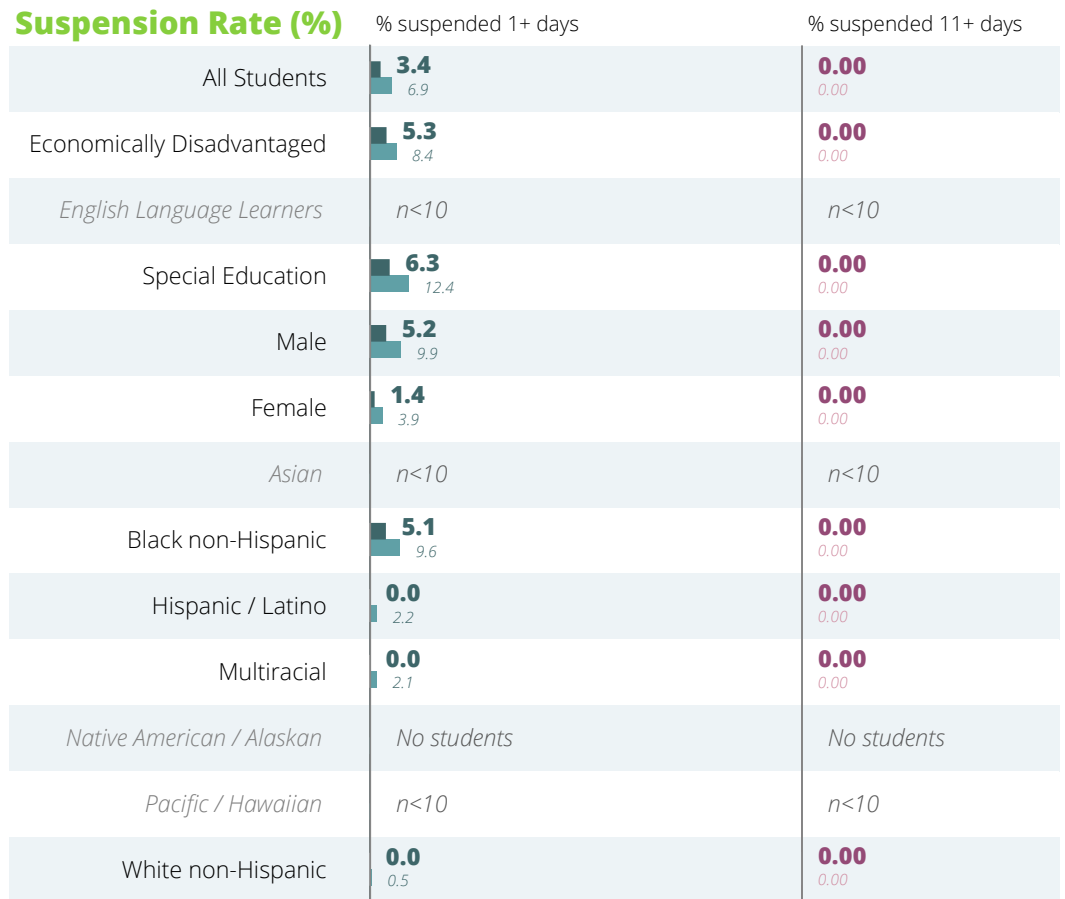 Suspension Rate (%) % suspended 1+ days % suspended 11+ days
All Students 3.4 0.00
6.9 0.00
Economically Disadvantaged 5.3 0.00
8.4 0.00
English Language Learners n<10 n<10
Special Education 6.3 0.00
12.4 0.00
Male 5.2 0.00
9.9 0.00
Female 1.4 0.00
3.9 0.00
Asian n<10 n<10
Black non-Hispanic 5.1 0.00
9.6 0.00
Hispanic / Latino 0.0 0.00
2.2 0.00
Multiracial 0.0 0.00
2.1 0.00
Native American / Alaskan No students No students
Pacific / Hawaiian n<10 n<10
White non-Hispanic 0.0 0.00
0.5 0.00